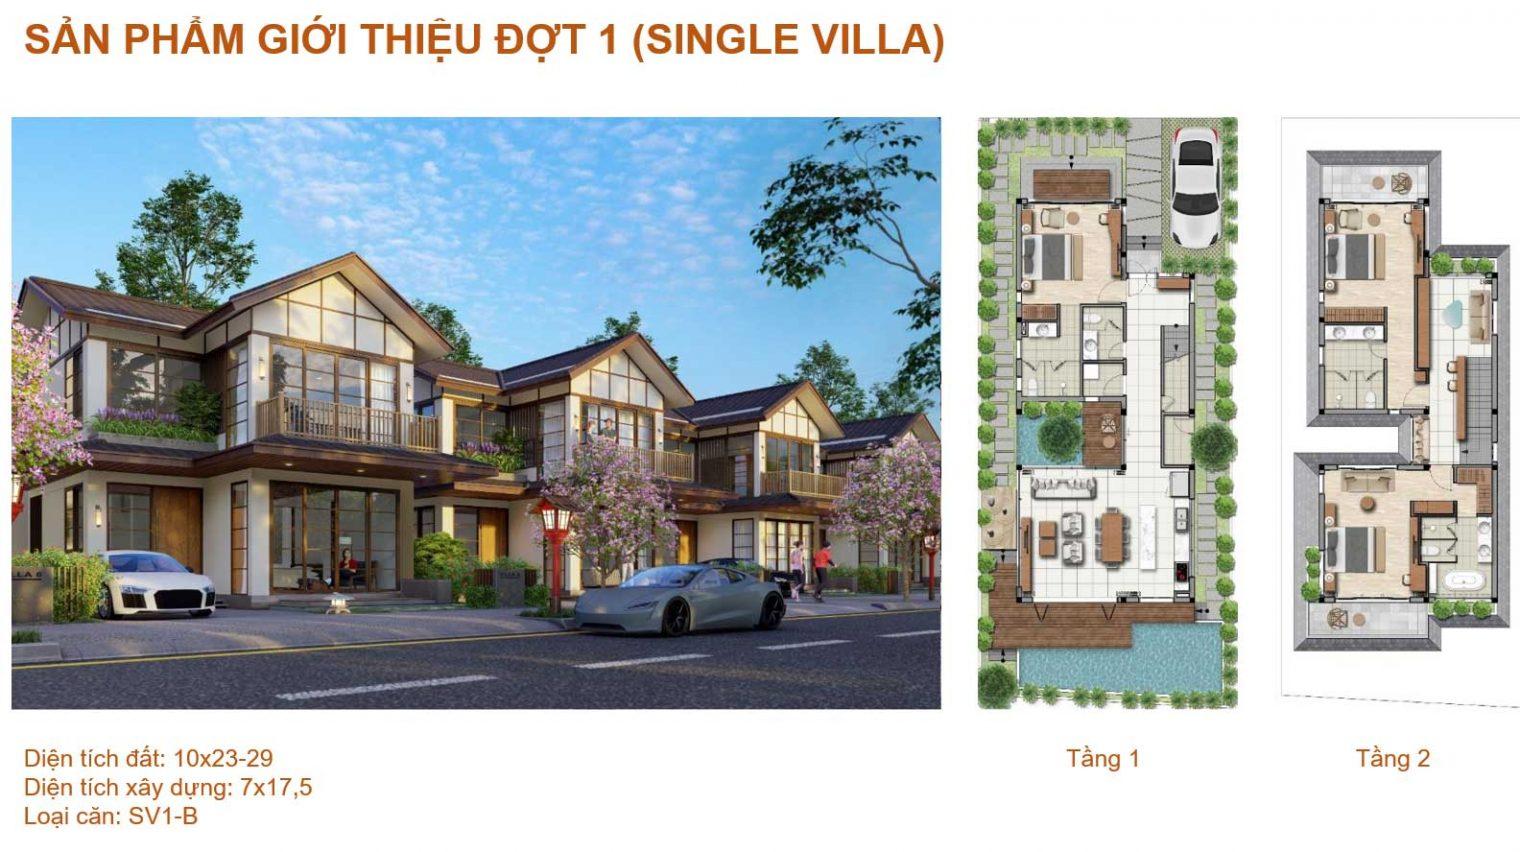 SẢN PHẨM GIỚI THIỆU ĐỢT 1 (SINGLE VILLA)
Diện tích đất: 10x23-29
Diện tích xây dựng: 7x17,5
Loại căn: SV1-B
Tầng 1
Tầng 2